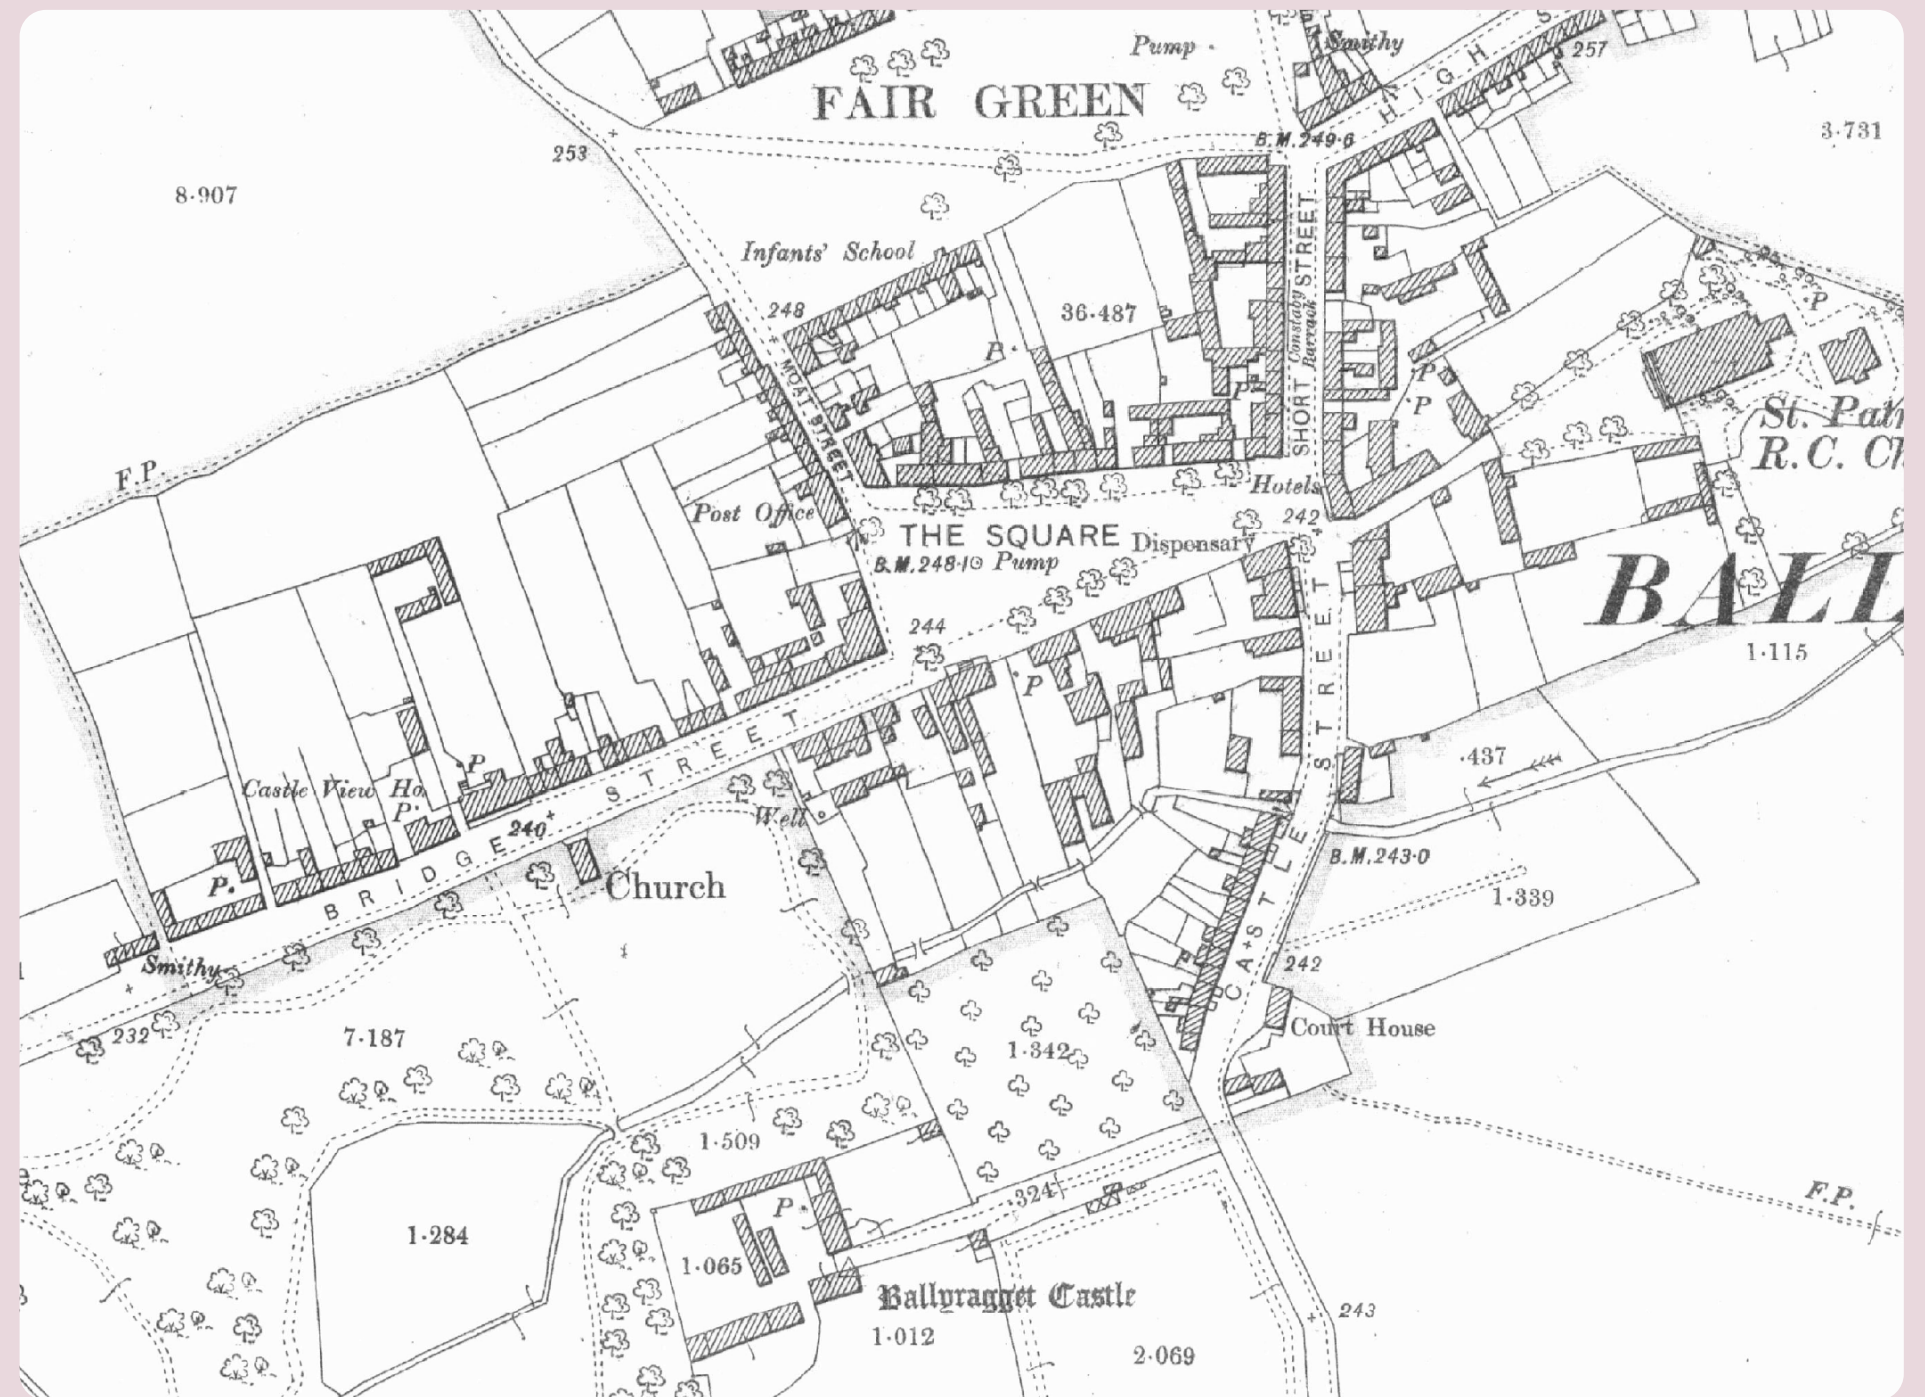 Pump
Smithy
HIGH S
257
FAIR GREEN
B.M.249·6
3·731
253
8·907
Infants' School
248
36·487
P
SHORT STREET
Constaby
Barrack
MOAT STREET
P
P
P
P
St. Patr
R.C. Ch
F.P.
Post Office
Hotels
242
THE SQUARE
Dispensary
B.M.248·1 Pump
BALL
244
1·115
P
STREET
·437
P
Castle View Ho.
P
240
BRIDGE STREET
Well
Church
P.
CASTLE
B.M.243·0
1·339
Smithy
242
232
7·187
1·342
Court House
1·509
·324
F.P.
P
1·284
1·065
Ballyragget Castle
1·012
243
2·069